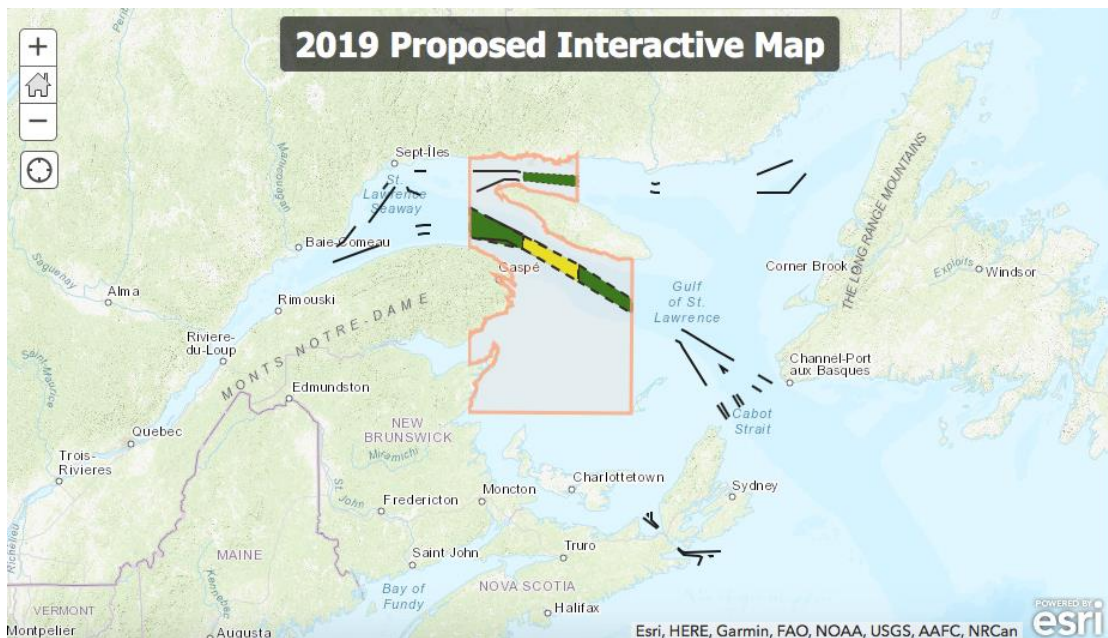 2019 Proposed Interactive Map
+
−
Sept-Îles
St.
Lawrence
Seaway
Manicouagan
Baie-Comeau
Saguenay
Alma
Rimouski
Gaspé
Gulf
of St.
Lawrence
Corner Brook
THE LONG RANGE MOUNTAINS
Exploits
Windsor
Riviere-
du-Loup
MONTS NOTRE-DAME
Saint-Maurice
Edmundston
Channel-Port
aux Basques
Cabot
Strait
Quebec
NEW
BRUNSWICK
Miramichi
Trois-
Rivieres
St. John
Fredericton
Moncton
Charlottetown
Sydney
Richelieu
MAINE
Saint John
Truro
Kennebec
Bay of
Fundy
NOVA SCOTIA
VERMONT
Halifax
Montpelier
Augusta
Esri, HERE, Garmin, FAO, NOAA, USGS, AAFC, NRCan
POWERED BY
esri